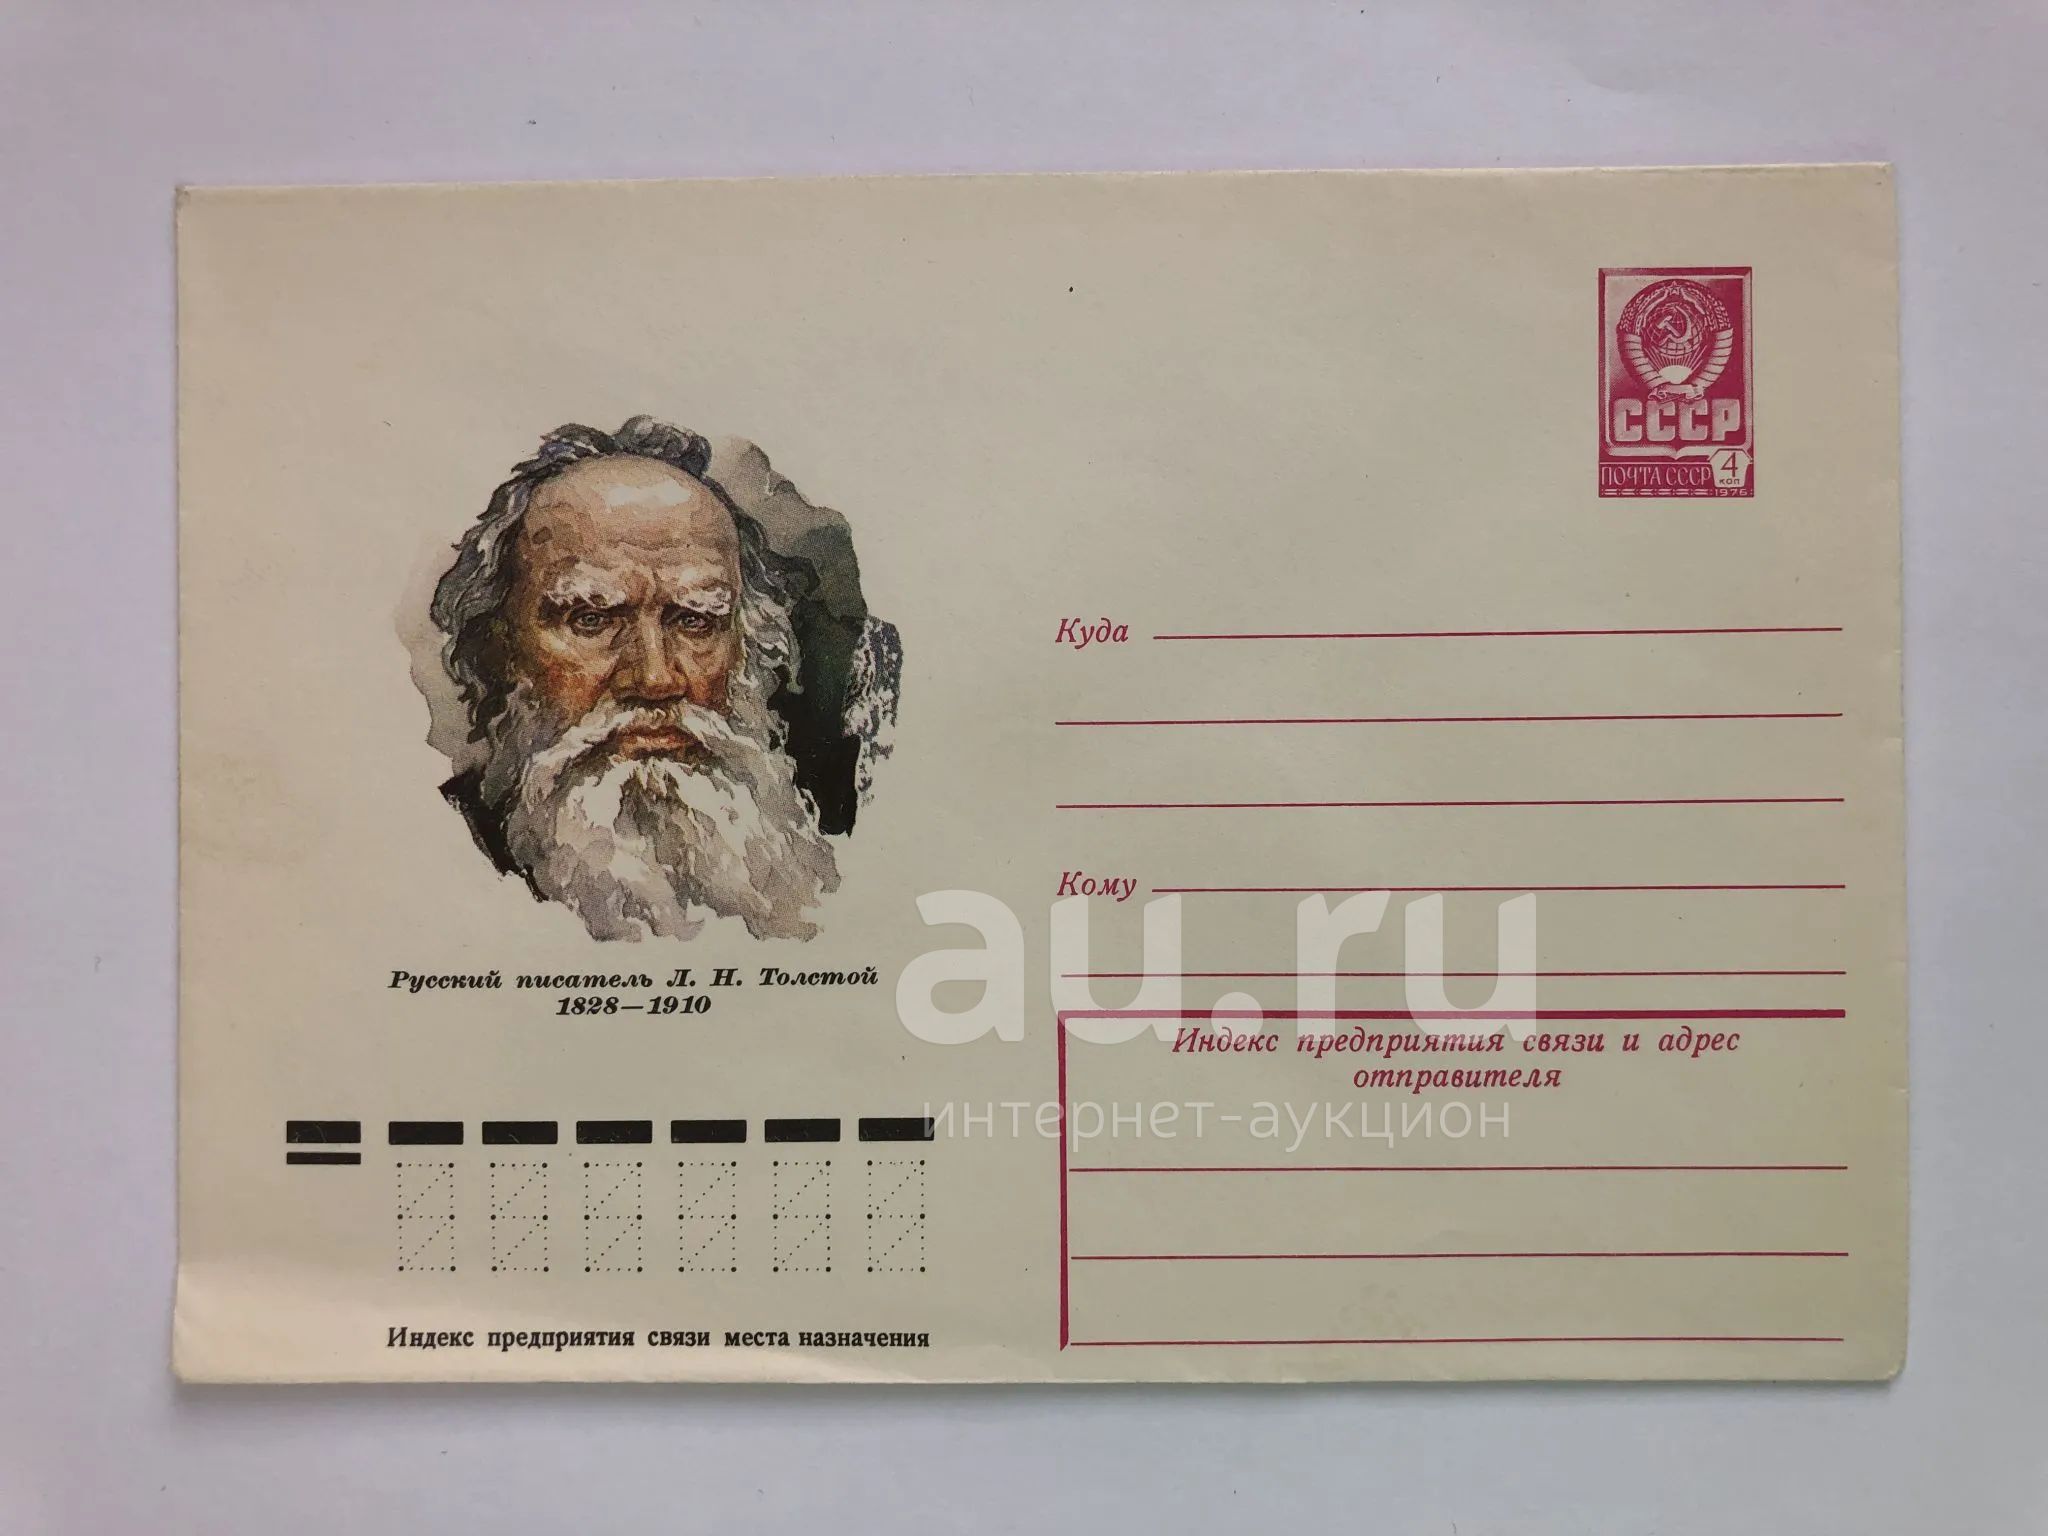 СССР
ПОЧТА СССР 4
коп
1976
Куда
Кому
Русский писатель Л. Н. Толстой
1828—1910
Индекс предприятия связи и адрес
отправителя
Индекс предприятия связи места назначения
au.ru
интернет-аукцион